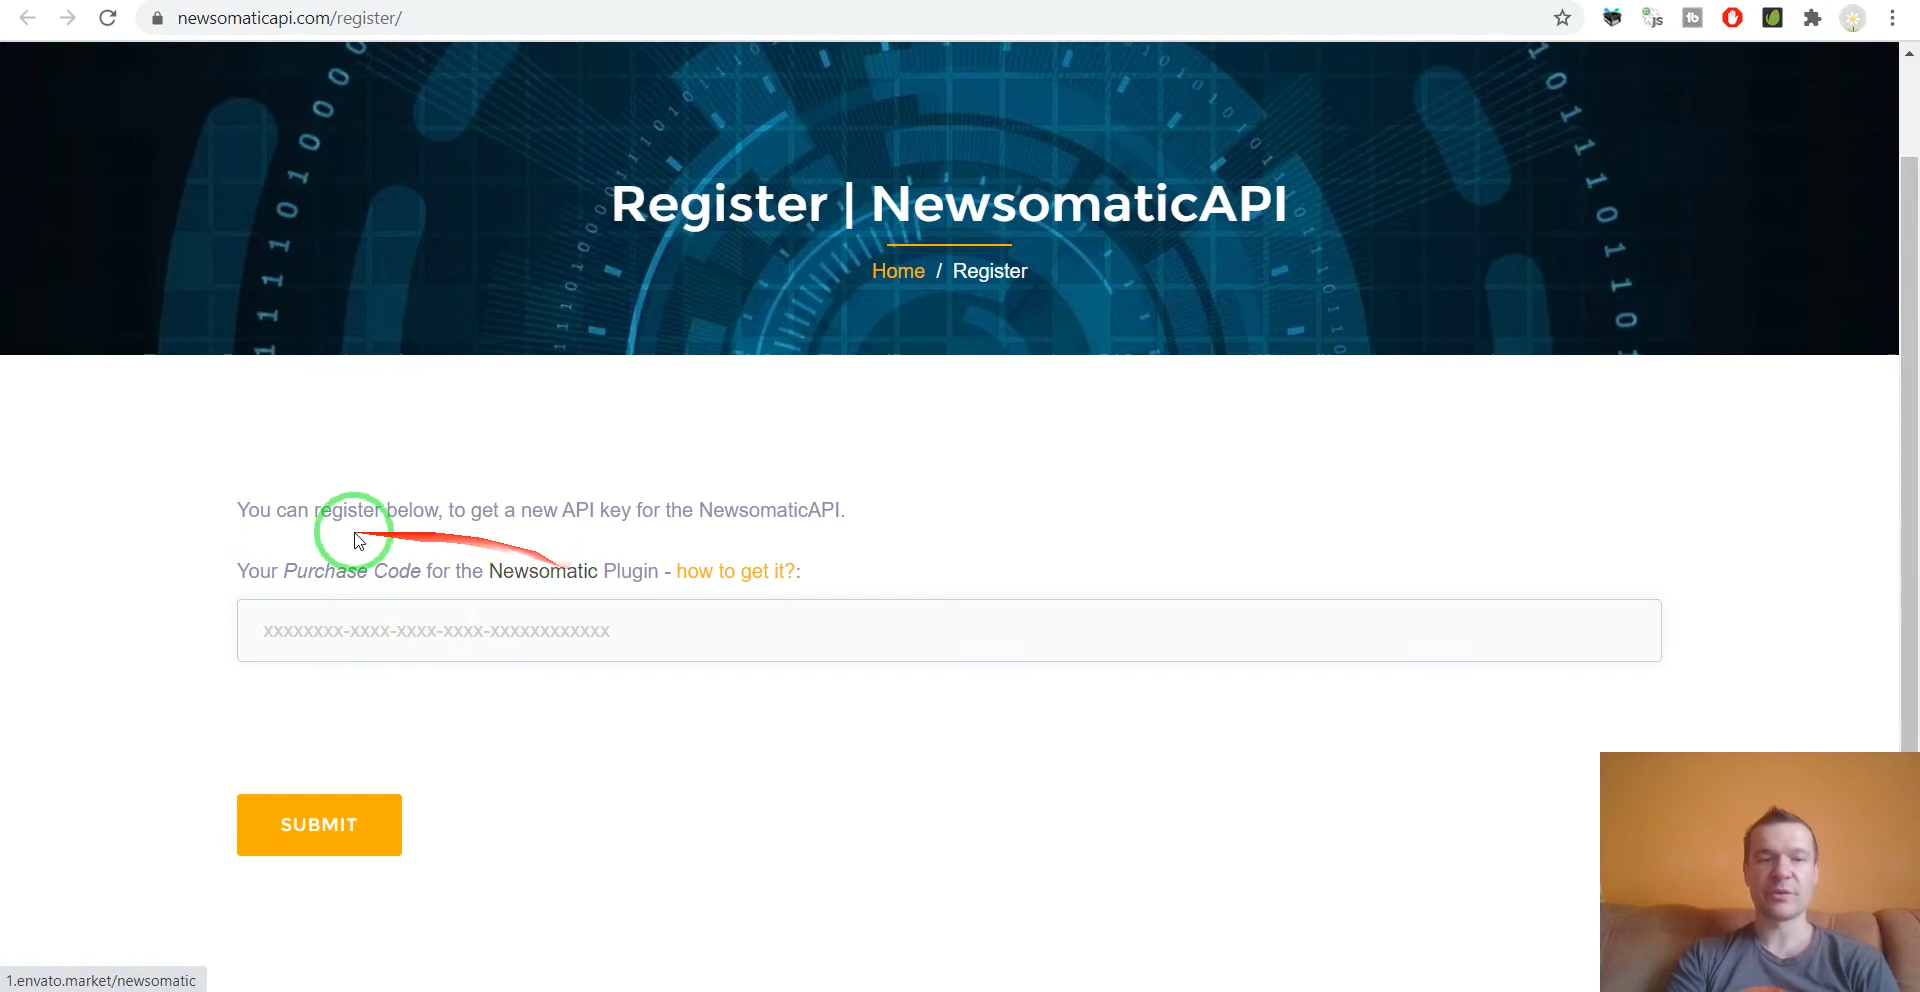 newsomaticapi.com/register/
Register | NewsomaticAPI
Home / Register
You can register below, to get a new API key for the NewsomaticAPI.
Your Purchase Code for the Newsomatic Plugin - how to get it?:
xxxxxxxx-xxxx-xxxx-xxxx-xxxxxxxxxxxx
SUBMIT
1.envato.market/newsomatic